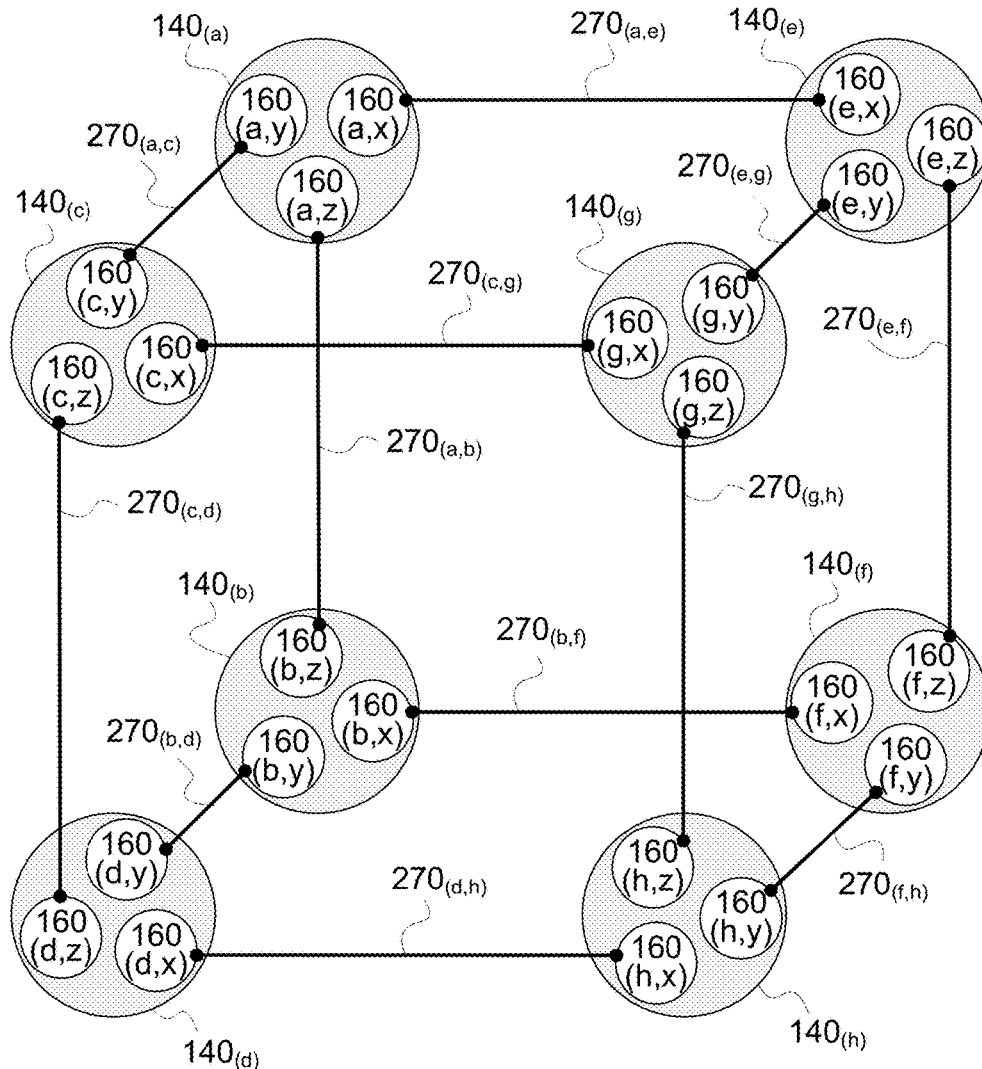 140(a)
270(a,e)
140(e)
160
(a,y)
160
(a,x)
160
(e,x)
160
(e,z)
270(a,c)
160
(a,z)
270(e,g)
160
(e,y)
140(c)
140(g)
160
(c,y)
270(c,g)
160
(g,y)
160
(g,x)
270(e,f)
160
(c,x)
160
(c,z)
160
(g,z)
270(a,b)
270(c,d)
270(g,h)
140(b)
140(f)
160
(b,z)
270(b,f)
160
(f,z)
160
(b,x)
160
(f,x)
270(b,d)
160
(b,y)
160
(f,y)
160
(d,y)
160
(h,z)
270(d,h)
270(f,h)
160
(d,z)
160
(d,x)
160
(h,y)
160
(h,x)
140(d)
140(h)